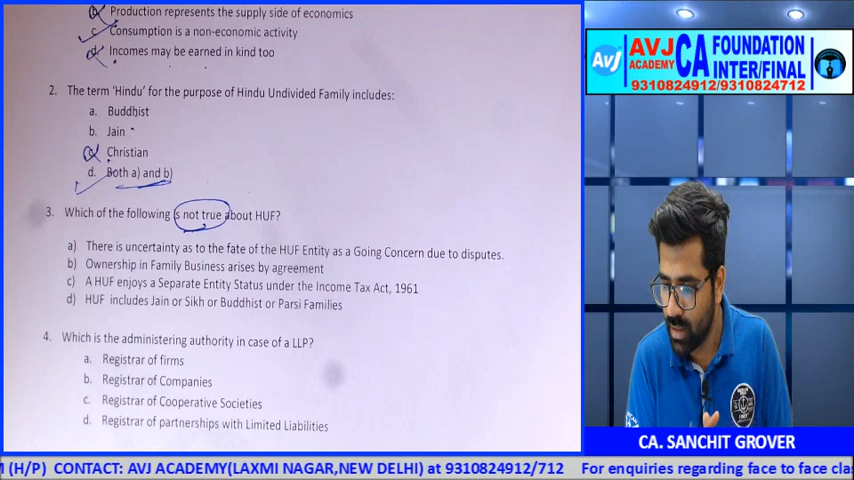 b. Production represents the supply side of economics
c. Consumption is a non-economic activity
d. Incomes may be earned in kind too
2. The term 'Hindu' for the purpose of Hindu Undivided Family includes:
a. Buddhist
b. Jain
c. Christian
d. Both a) and b)
3. Which of the following is not true about HUF?
a) There is uncertainty as to the fate of the HUF Entity as a Going Concern due to disputes.
b) Ownership in Family Business arises by agreement
c) A HUF enjoys a Separate Entity Status under the Income Tax Act, 1961
d) HUF includes Jain or Sikh or Buddhist or Parsi Families
4. Which is the administering authority in case of a LLP?
a. Registrar of firms
b. Registrar of Companies
c. Registrar of Cooperative Societies
d. Registrar of partnerships with Limited Liabilities
AVJ
AVJ ACADEMY
CA FOUNDATION
INTER/FINAL
9310824912/9310824712
CA. SANCHIT GROVER
M (H/P) CONTACT: AVJ ACADEMY(LAXMI NAGAR,NEW DELHI) at 9310824912/712 For enquiries regarding face to face clas